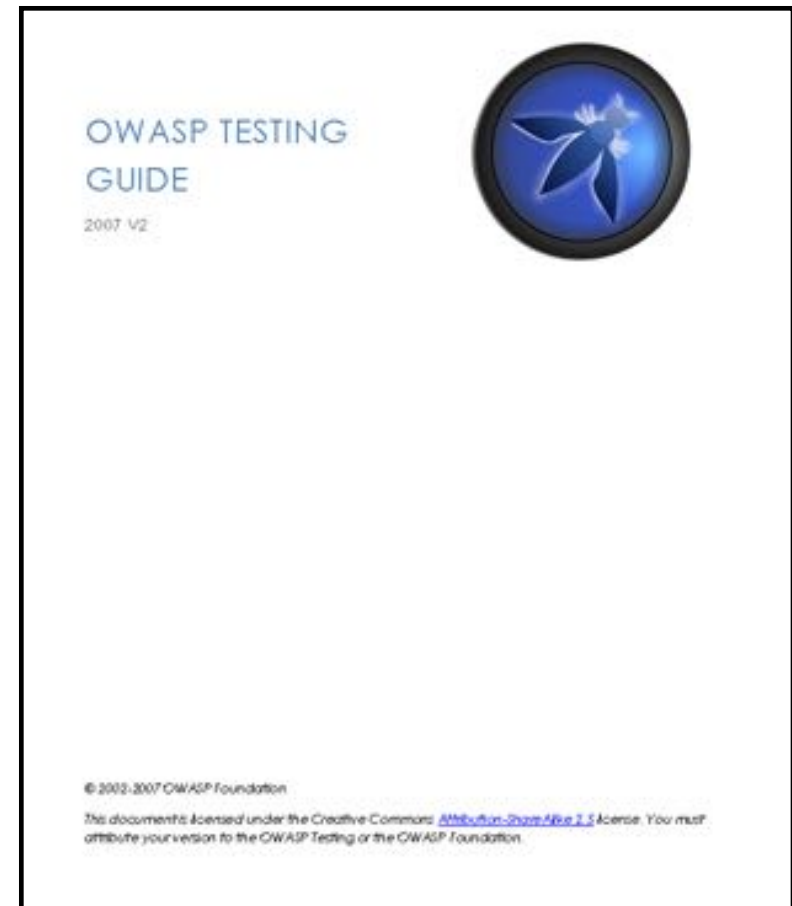 OWASP TESTING
GUIDE
2007 V2
© 2002-2007 OWASP Foundation
This document is licensed under the Creative Commons Attribution-ShareAlike 2.5 license. You must
attribute your version to the OWASP Testing or the OWASP Foundation.